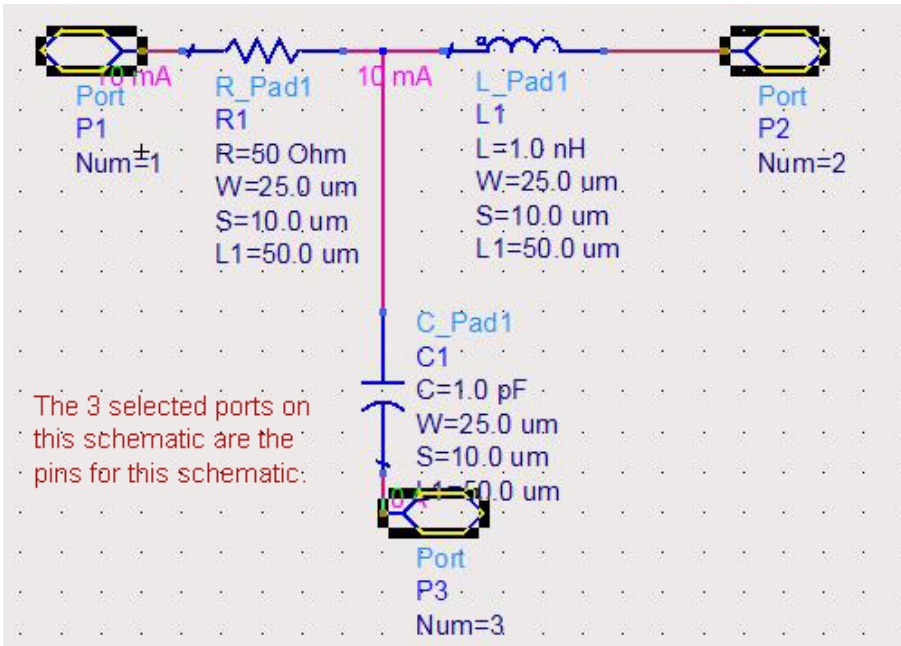 10 mA
Port
P1
Num=1
R_Pad1
R1
R=50 Ohm
W=25.0 um
S=10.0 um
L1=50.0 um
10 mA
L_Pad1
L1
L=1.0 nH
W=25.0 um
S=10.0 um
L1=50.0 um
Port
P2
Num=2
C_Pad1
C1
C=1.0 pF
W=25.0 um
S=10.0 um
L1=50.0 um
0 A
The 3 selected ports on
this schematic are the
pins for this schematic.
Port
P3
Num=3